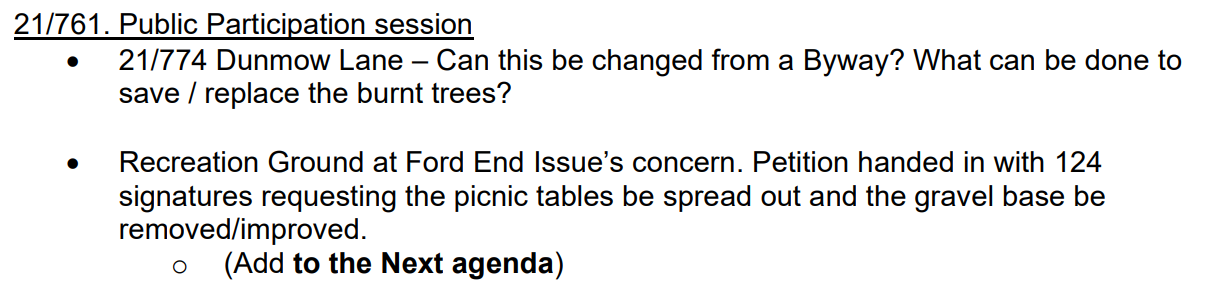 21/761. Public Participation session
• 21/774 Dunmow Lane – Can this be changed from a Byway? What can be done to
save / replace the burnt trees?
• Recreation Ground at Ford End Issue’s concern. Petition handed in with 124
signatures requesting the picnic tables be spread out and the gravel base be
removed/improved.
o (Add to the Next agenda)